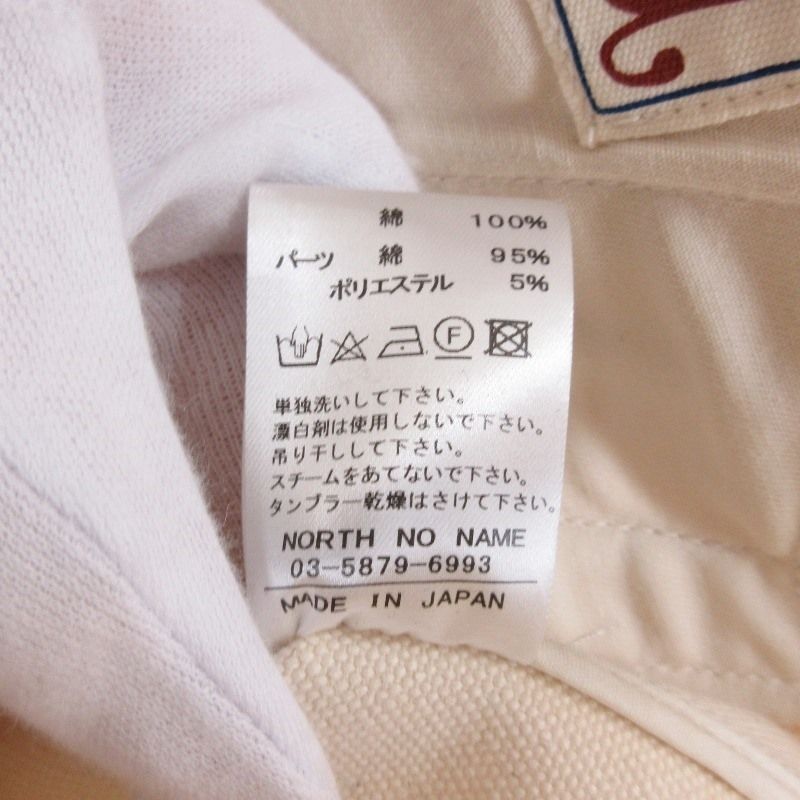 綿 100%
パーツ 綿 95%
ポリエステル 5%
F
単独洗いして下さい。
漂白剤は使用しないで下さい。
吊り干しして下さい。
スチームをあてないで下さい。
タンブラー乾燥はさけて下さい。
NORTH NO NAME
03-5879-6993
MADE IN JAPAN